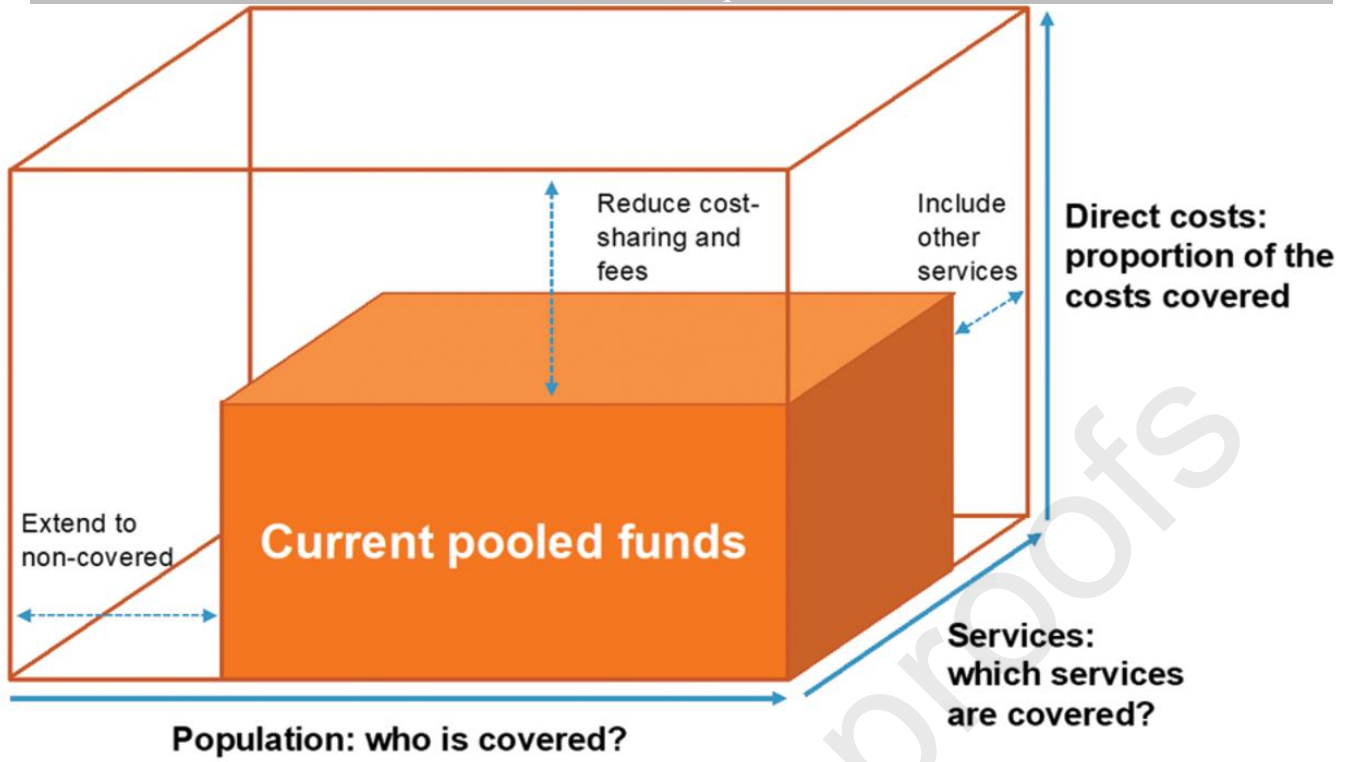 Reduce cost-
sharing and
fees
Include
other
services
Direct costs:
proportion of the
costs covered
Extend to
non-covered
Current pooled funds
Services:
which services
are covered?
Population: who is covered?
proofs